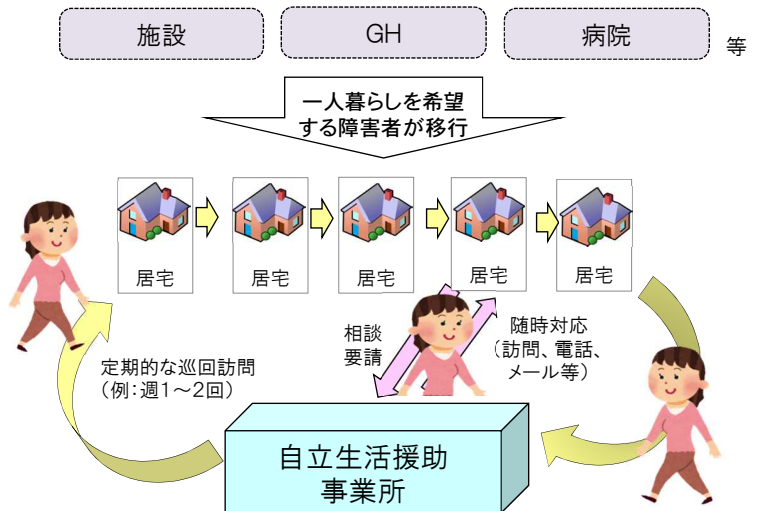 施設
GH
病院
等
一人暮らしを希望
する障害者が移行
居宅
居宅
居宅
居宅
居宅
相談
要請
随時対応
(訪問、電話、
メール等)
定期的な巡回訪問
(例:週1～2回)
自立生活援助
事業所